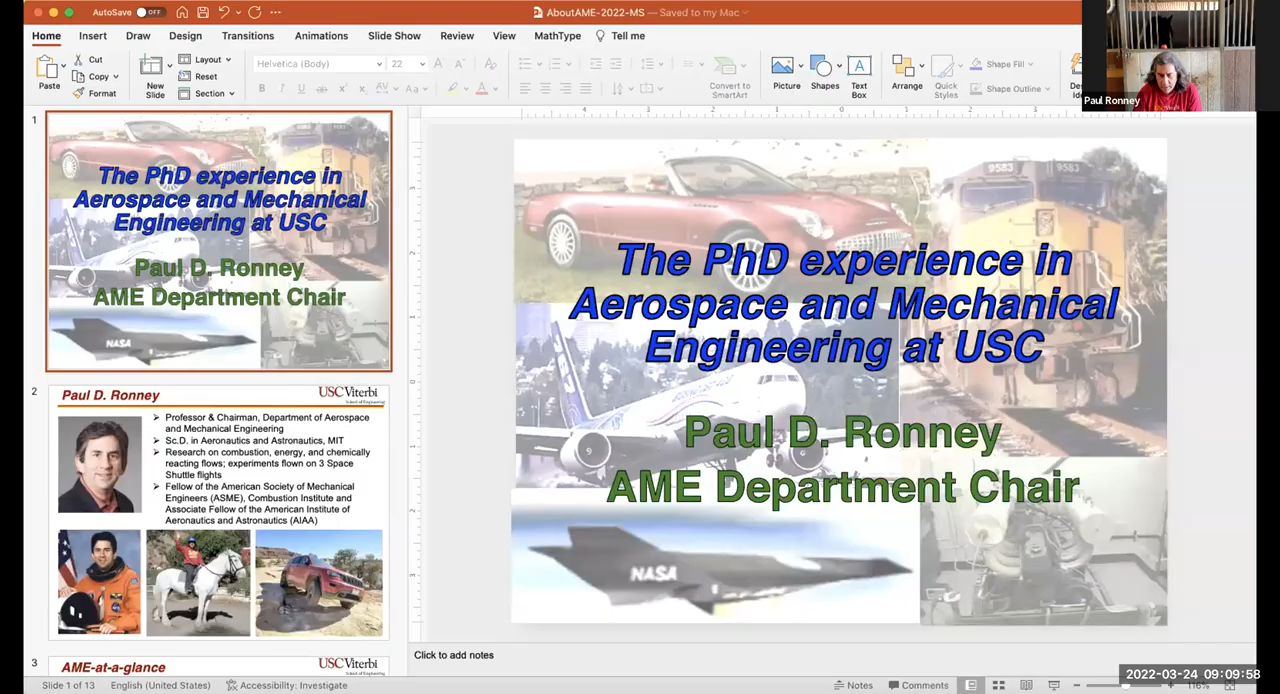 AutoSave
OFF
AboutAME-2022-MS — Saved to my Mac
Home Insert Draw Design Transitions Animations Slide Show Review View MathType Tell me
Paste
Cut
Copy
Format
New
Slide
Layout
Reset
Section
Helvetica (Body)
22
Convert to
SmartArt
Picture
Shapes
Text
Box
Arrange
Quick
Styles
Shape Fill
Shape Outline
Paul Ronney
1
The PhD experience in
Aerospace and Mechanical
Engineering at USC
Paul D. Ronney
AME Department Chair
NASA
2
Paul D. Ronney
USC Viterbi
School of Engineering
➢ Professor & Chairman, Department of Aerospace
and Mechanical Engineering
➢ Sc.D. in Aeronautics and Astronautics, MIT
➢ Research on combustion, energy, and chemically
reacting flows; experiments flown on 3 Space
Shuttle flights
➢ Fellow of the American Society of Mechanical
Engineers (ASME), Combustion Institute and
Associate Fellow of the American Institute of
Aeronautics and Astronautics (AIAA)
3
AME-at-a-glance
USC Viterbi
9583
9583
The PhD experience in
Aerospace and Mechanical
Engineering at USC
Paul D. Ronney
AME Department Chair
NASA
Click to add notes
Slide 1 of 13
English (United States)
Accessibility: Investigate
Notes
Comments
116%
2022-03-24 09:09:58